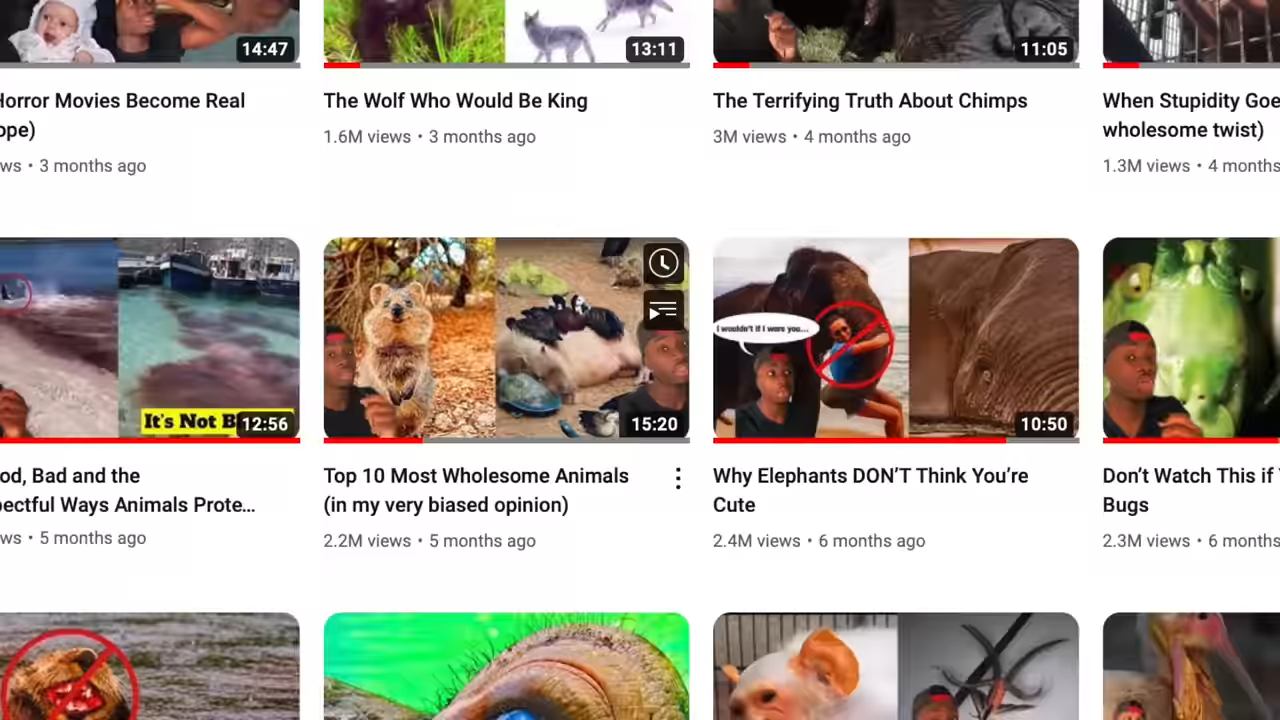 14:47
13:11
11:05
Horror Movies Become Real
The Wolf Who Would Be King
The Terrifying Truth About Chimps
When Stupidity Goe
ope)
1.6M views • 3 months ago
3M views • 4 months ago
wholesome twist)
ws • 3 months ago
1.3M views • 4 months
I wouldn't if I were you...
It's Not B
12:56
15:20
10:50
od, Bad and the
Top 10 Most Wholesome Animals
Why Elephants DON'T Think You're
Don't Watch This if
pectful Ways Animals Prote...
(in my very biased opinion)
Cute
Bugs
ws • 5 months ago
2.2M views • 5 months ago
2.4M views • 6 months ago
2.3M views • 6 months